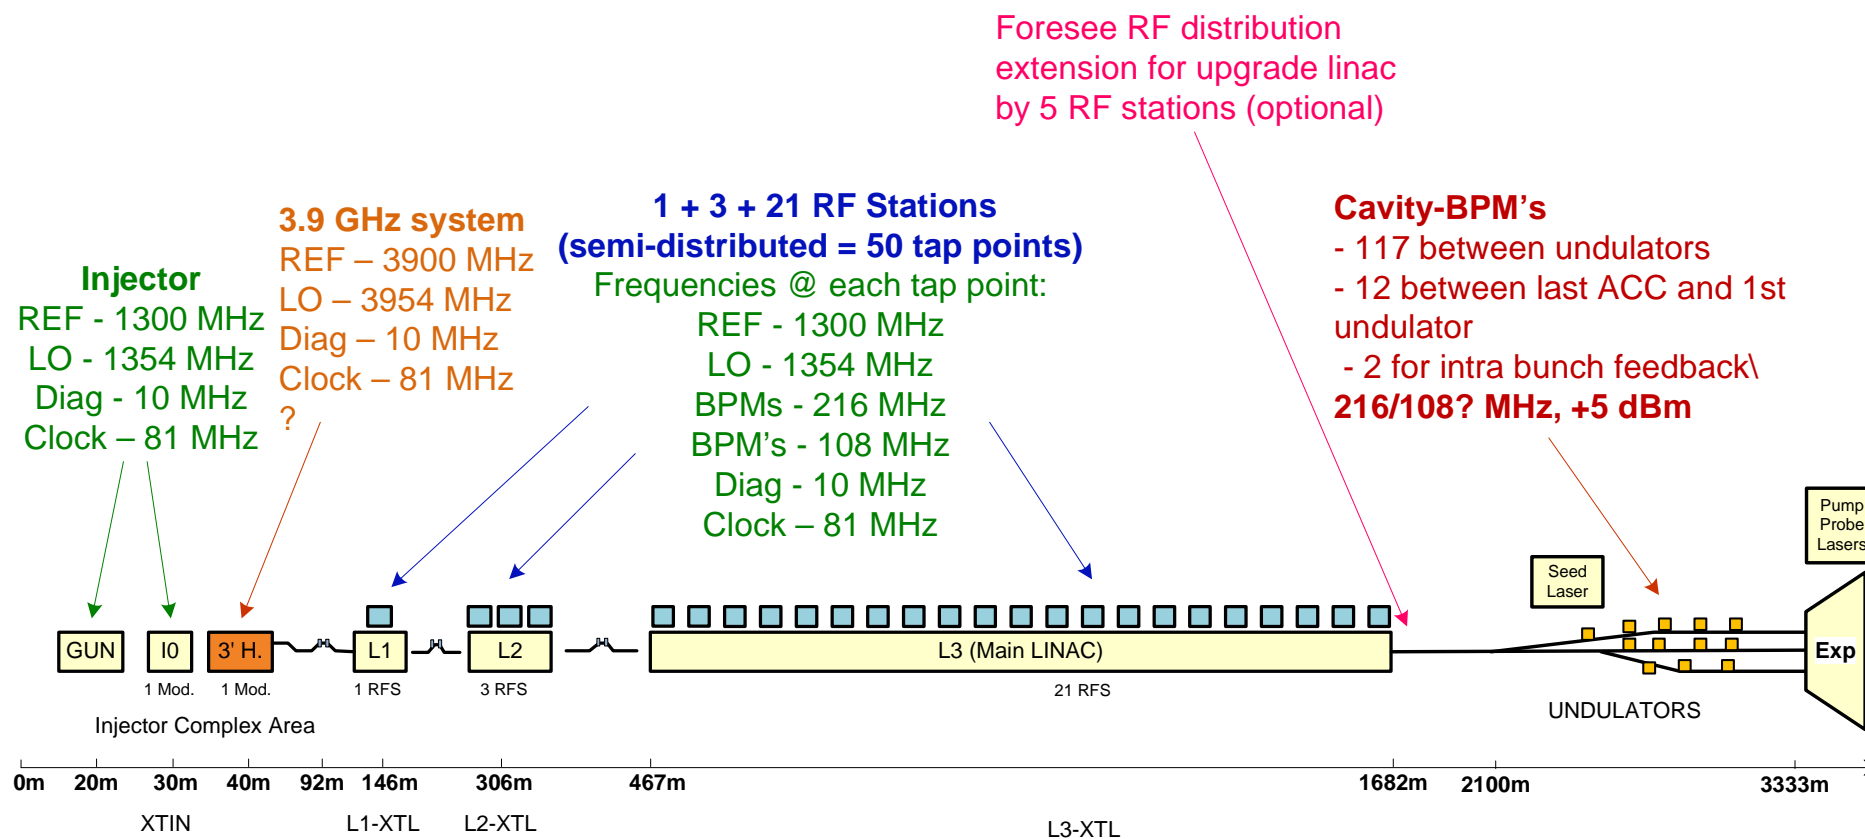 Foresee RF distribution
extension for upgrade linac
by 5 RF stations (optional)
Injector
REF - 1300 MHz
LO - 1354 MHz
Diag - 10 MHz
Clock – 81 MHz
3.9 GHz system
REF – 3900 MHz
LO – 3954 MHz
Diag – 10 MHz
Clock – 81 MHz
?
1 + 3 + 21 RF Stations
(semi-distributed = 50 tap points)
Frequencies @ each tap point:
REF - 1300 MHz
LO - 1354 MHz
BPMs - 216 MHz
BPM's - 108 MHz
Diag - 10 MHz
Clock – 81 MHz
Cavity-BPM's
- 117 between undulators
- 12 between last ACC and 1st
undulator
- 2 for intra bunch feedback\
216/108? MHz, +5 dBm
Pump
Probe
Lasers
Seed
Laser
GUN
I0
3' H.
L1
L2
L3 (Main LINAC)
Exp
1 Mod.
1 Mod.
1 RFS
3 RFS
21 RFS
Injector Complex Area
UNDULATORS
0m 20m 30m 40m 92m 146m 306m 467m 1682m 2100m 3333m
XTIN L1-XTL L2-XTL L3-XTL